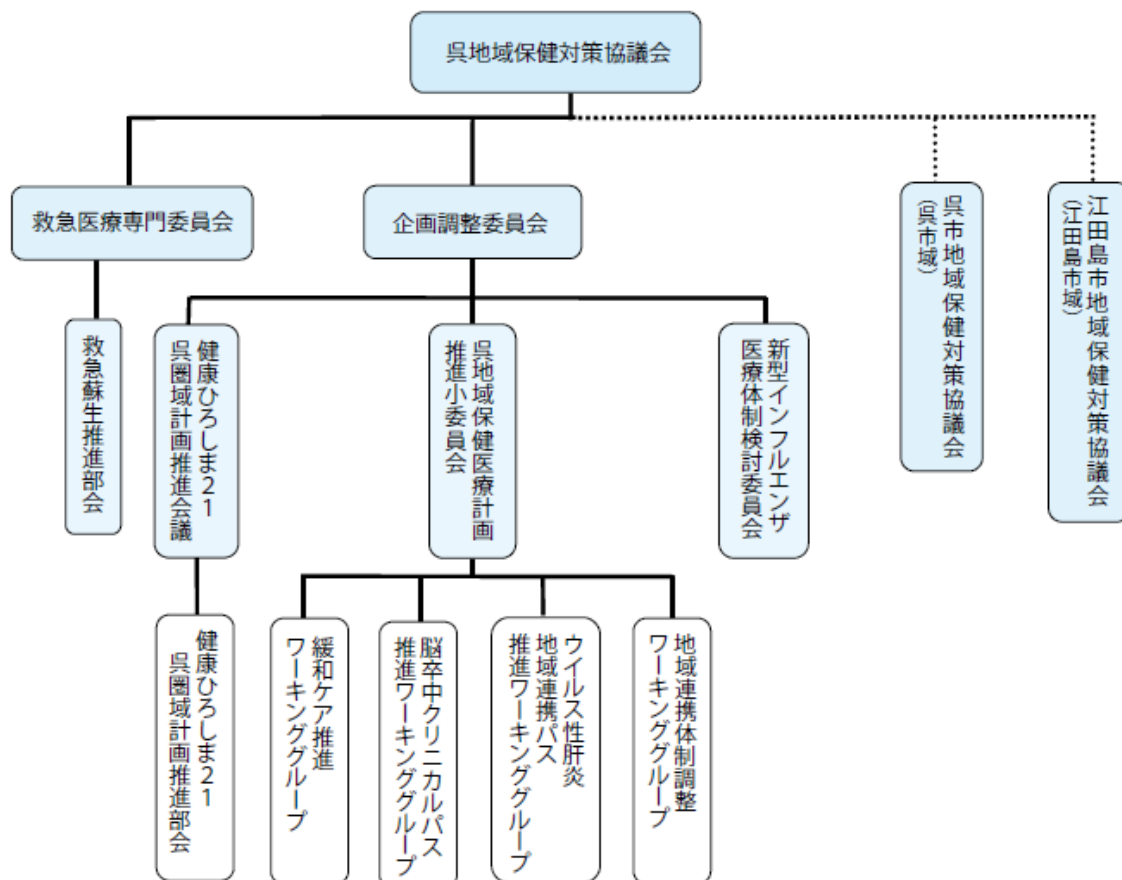 呉地域保健対策協議会
救急医療専門委員会
企画調整委員会
呉市地域保健対策協議会
（呉市域）
江田島市地域保健対策協議会
（江田島市域）
救急蘇生推進部会
健康ひろしま21
呉圏域計画推進会議
呉地域保健医療計画
推進小委員会
新型インフルエンザ
医療体制検討委員会
健康ひろしま21
呉圏域計画推進部会
緩和ケア推進
ワーキンググループ
脳卒中クリニカルパス
推進ワーキンググループ
ウイルス性肝炎
地域連携パス
推進ワーキンググループ
地域連携体制調整
ワーキンググループ